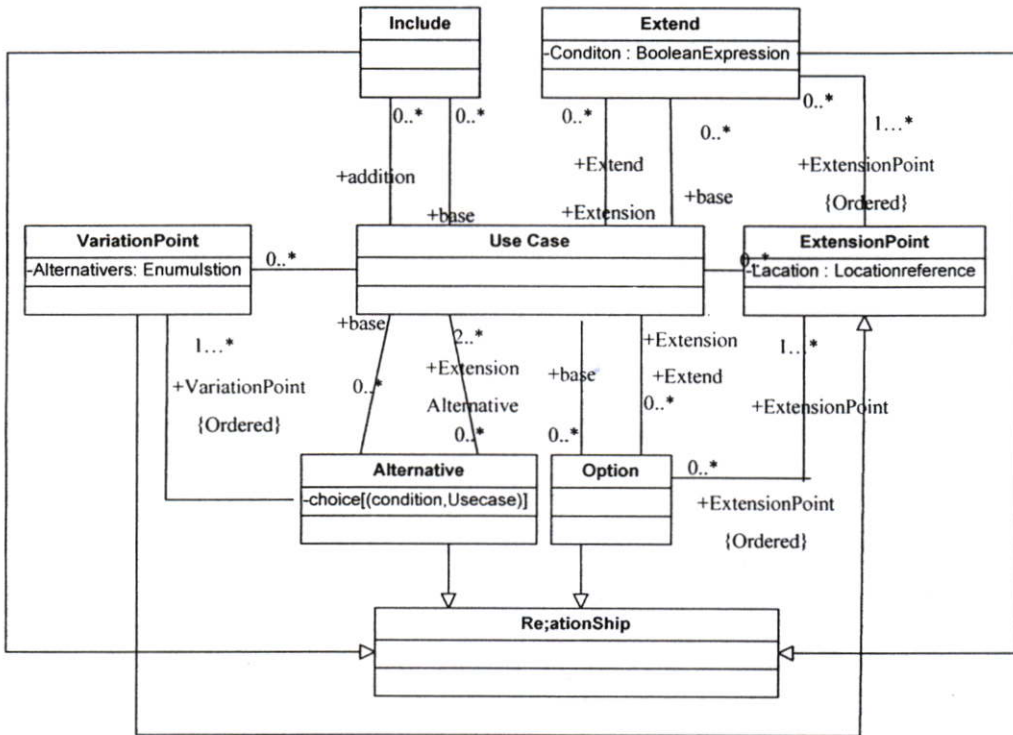 Include
Extend
-Conditon : BooleanExpression
0..*
0..*
0..*
0..*
0..*
1...*
+addition
+base
+Extend
+Extension
+base
+ExtensionPoint
{Ordered}
VariationPoint
-Alternativers: Enumulstion
0..*
Use Case
0..*
ExtensionPoint
-Lacation : Locationreference
1...*
+VariationPoint
{Ordered}
+base
0..*
2..*
+Extension
Alternative
0..*
+base
0..*
+Extension
+Extend
0..*
1...*
+ExtensionPoint
Alternative
-choice[(condition,Usecase)]
Option
0..*
+ExtensionPoint
{Ordered}
Re;ationShip